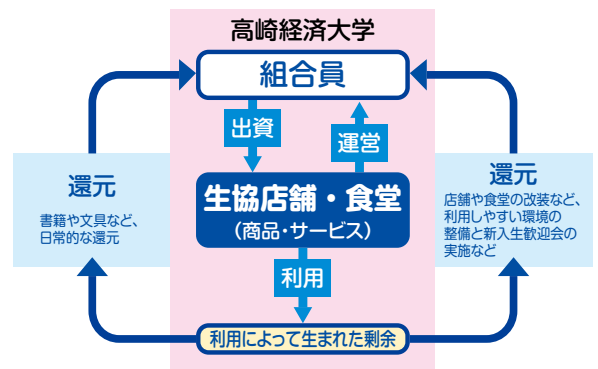 高崎経済大学
組合員
出資
運営
還元
書籍や文具など、
日常的な還元
生協店舗・食堂
(商品・サービス)
還元
店舗や食堂の改装など、
利用しやすい環境の
整備と新入生歓迎会の
実施など
利用
利用によって生まれた剰余